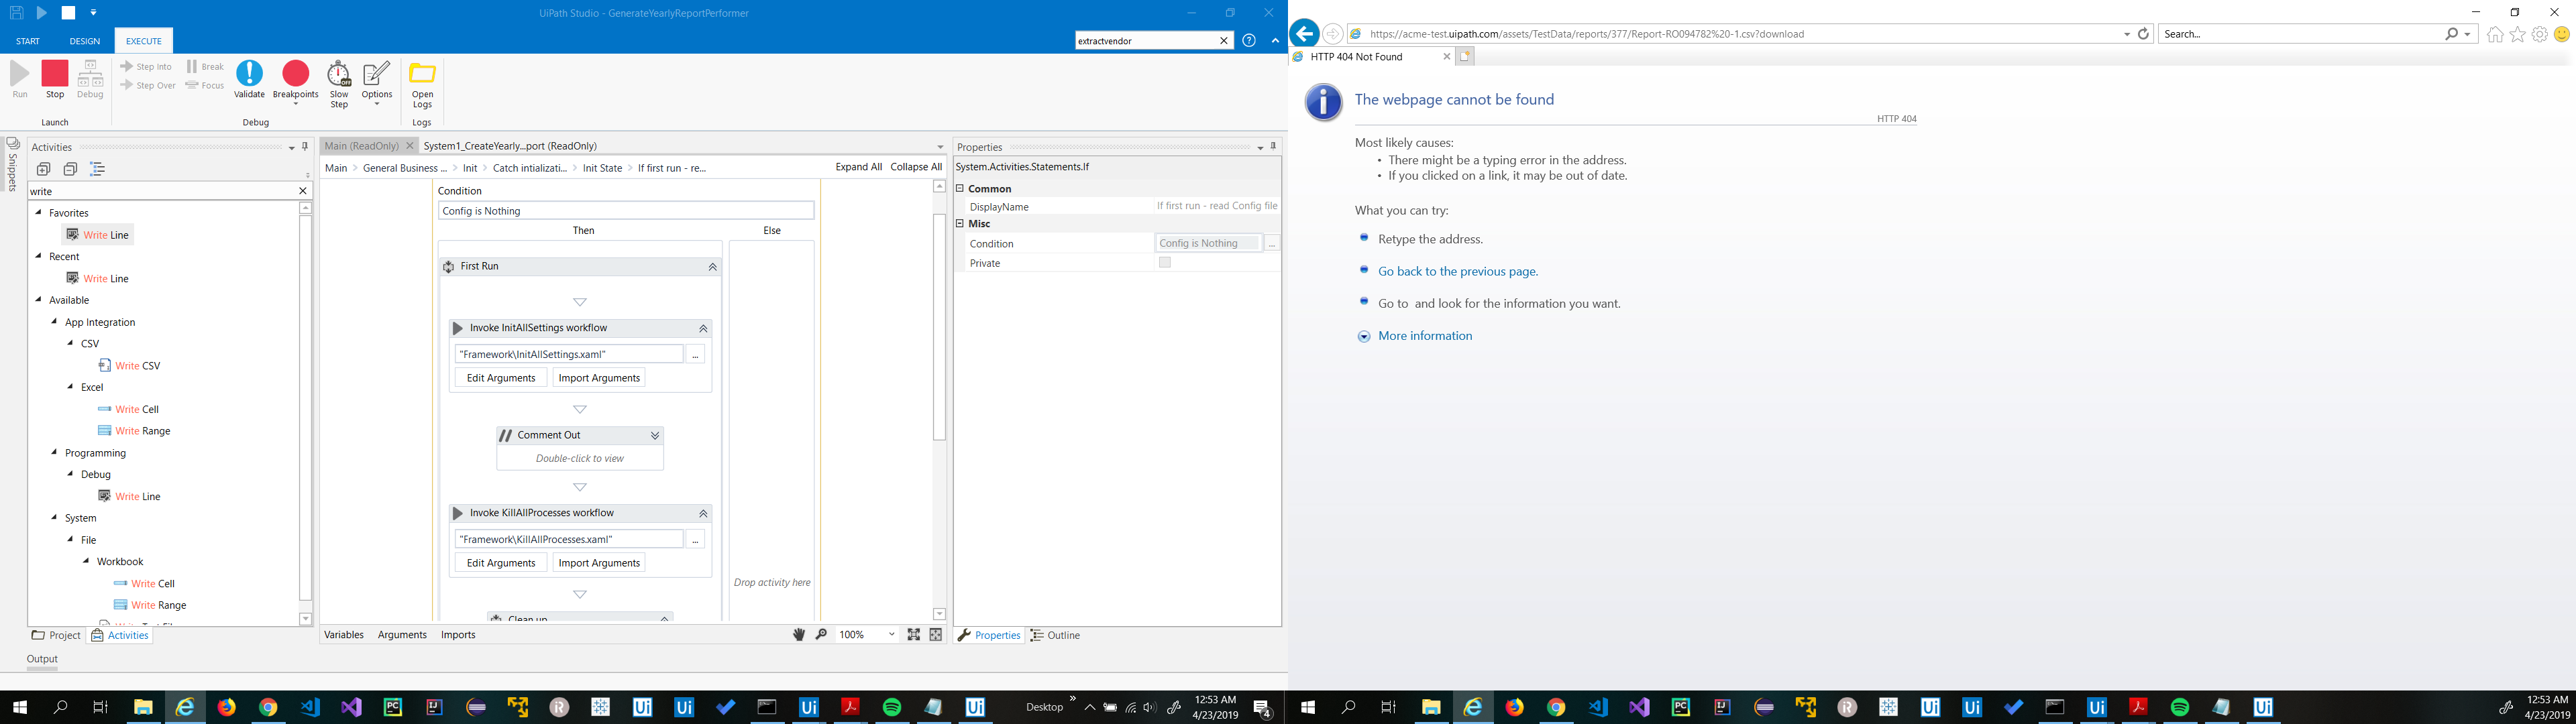 UiPath Studio - GenerateYearlyReportPerformer
START
DESIGN
EXECUTE
extractvendor
Run
Stop
Debug
Step Into
Step Over
Break
Focus
Validate
Breakpoints
Slow Step
Options
Open Logs
Launch
Debug
Logs
Snippets
Activities
write
Favorites
Write Line
Recent
Write Line
Available
App Integration
CSV
Write CSV
Excel
Write Cell
Write Range
Programming
Debug
Write Line
System
File
Workbook
Write Cell
Write Range
Project
Activities
Output
Main (ReadOnly)
System1_CreateYearly...port (ReadOnly)
Main
General Business ...
Init
Catch intializati...
Init State
If first run - re...
Expand All
Collapse All
Condition
Config is Nothing
Then
Else
First Run
Invoke InitAllSettings workflow
"Framework\InitAllSettings.xaml"
...
Edit Arguments
Import Arguments
Comment Out
Double-click to view
Invoke KillAllProcesses workflow
"Framework\KillAllProcesses.xaml"
...
Edit Arguments
Import Arguments
Drop activity here
Clean up
Variables
Arguments
Imports
100%
Properties
System.Activities.Statements.If
Common
DisplayName
If first run - read Config file
Misc
Condition
Config is Nothing
...
Private
Properties
Outline
Desktop
12:53 AM
4/23/2019
4
https://acme-test.uipath.com/assets/TestData/reports/377/Report-RO094782%20-1.csv?download
Search...
HTTP 404 Not Found
The webpage cannot be found
HTTP 404
Most likely causes:
• There might be a typing error in the address.
• If you clicked on a link, it may be out of date.
What you can try:
Retype the address.
Go back to the previous page.
Go to  and look for the information you want.
More information
12:53 AM
4/23/2019